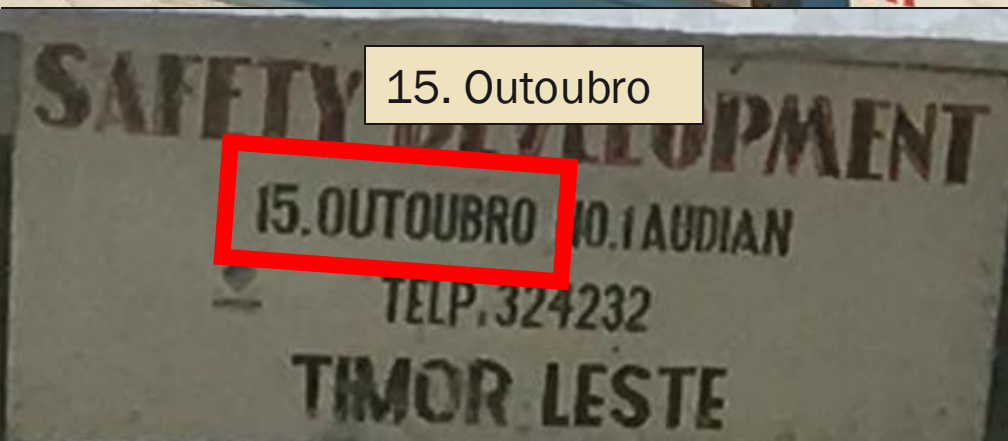 15. Outoubro
SAFETY DEVELOPMENT
15.OUTOUBRO NO.1 AUDIAN
TELP.324232
TIMOR LESTE